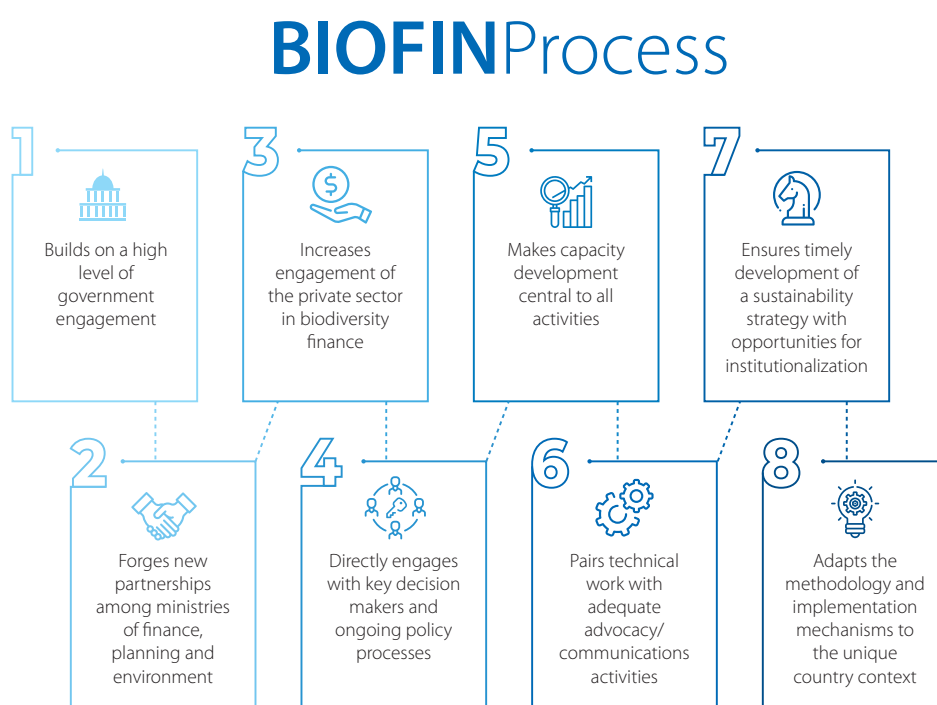 BIOFINProcess
1
Builds on a high
level of
government
engagement
2
Forges new
partnerships
among ministries
of finance,
planning and
environment
3
$
Increases
engagement of
the private sector
in biodiversity
finance
4
Directly engages
with key decision
makers and
ongoing policy
processes
5
Makes capacity
development
central to all
activities
6
Pairs technical
work with
adequate
advocacy/
communications
activities
7
Ensures timely
development of
a sustainability
strategy with
opportunities for
institutionalization
8
Adapts the
methodology and
implementation
mechanisms to
the unique
country context